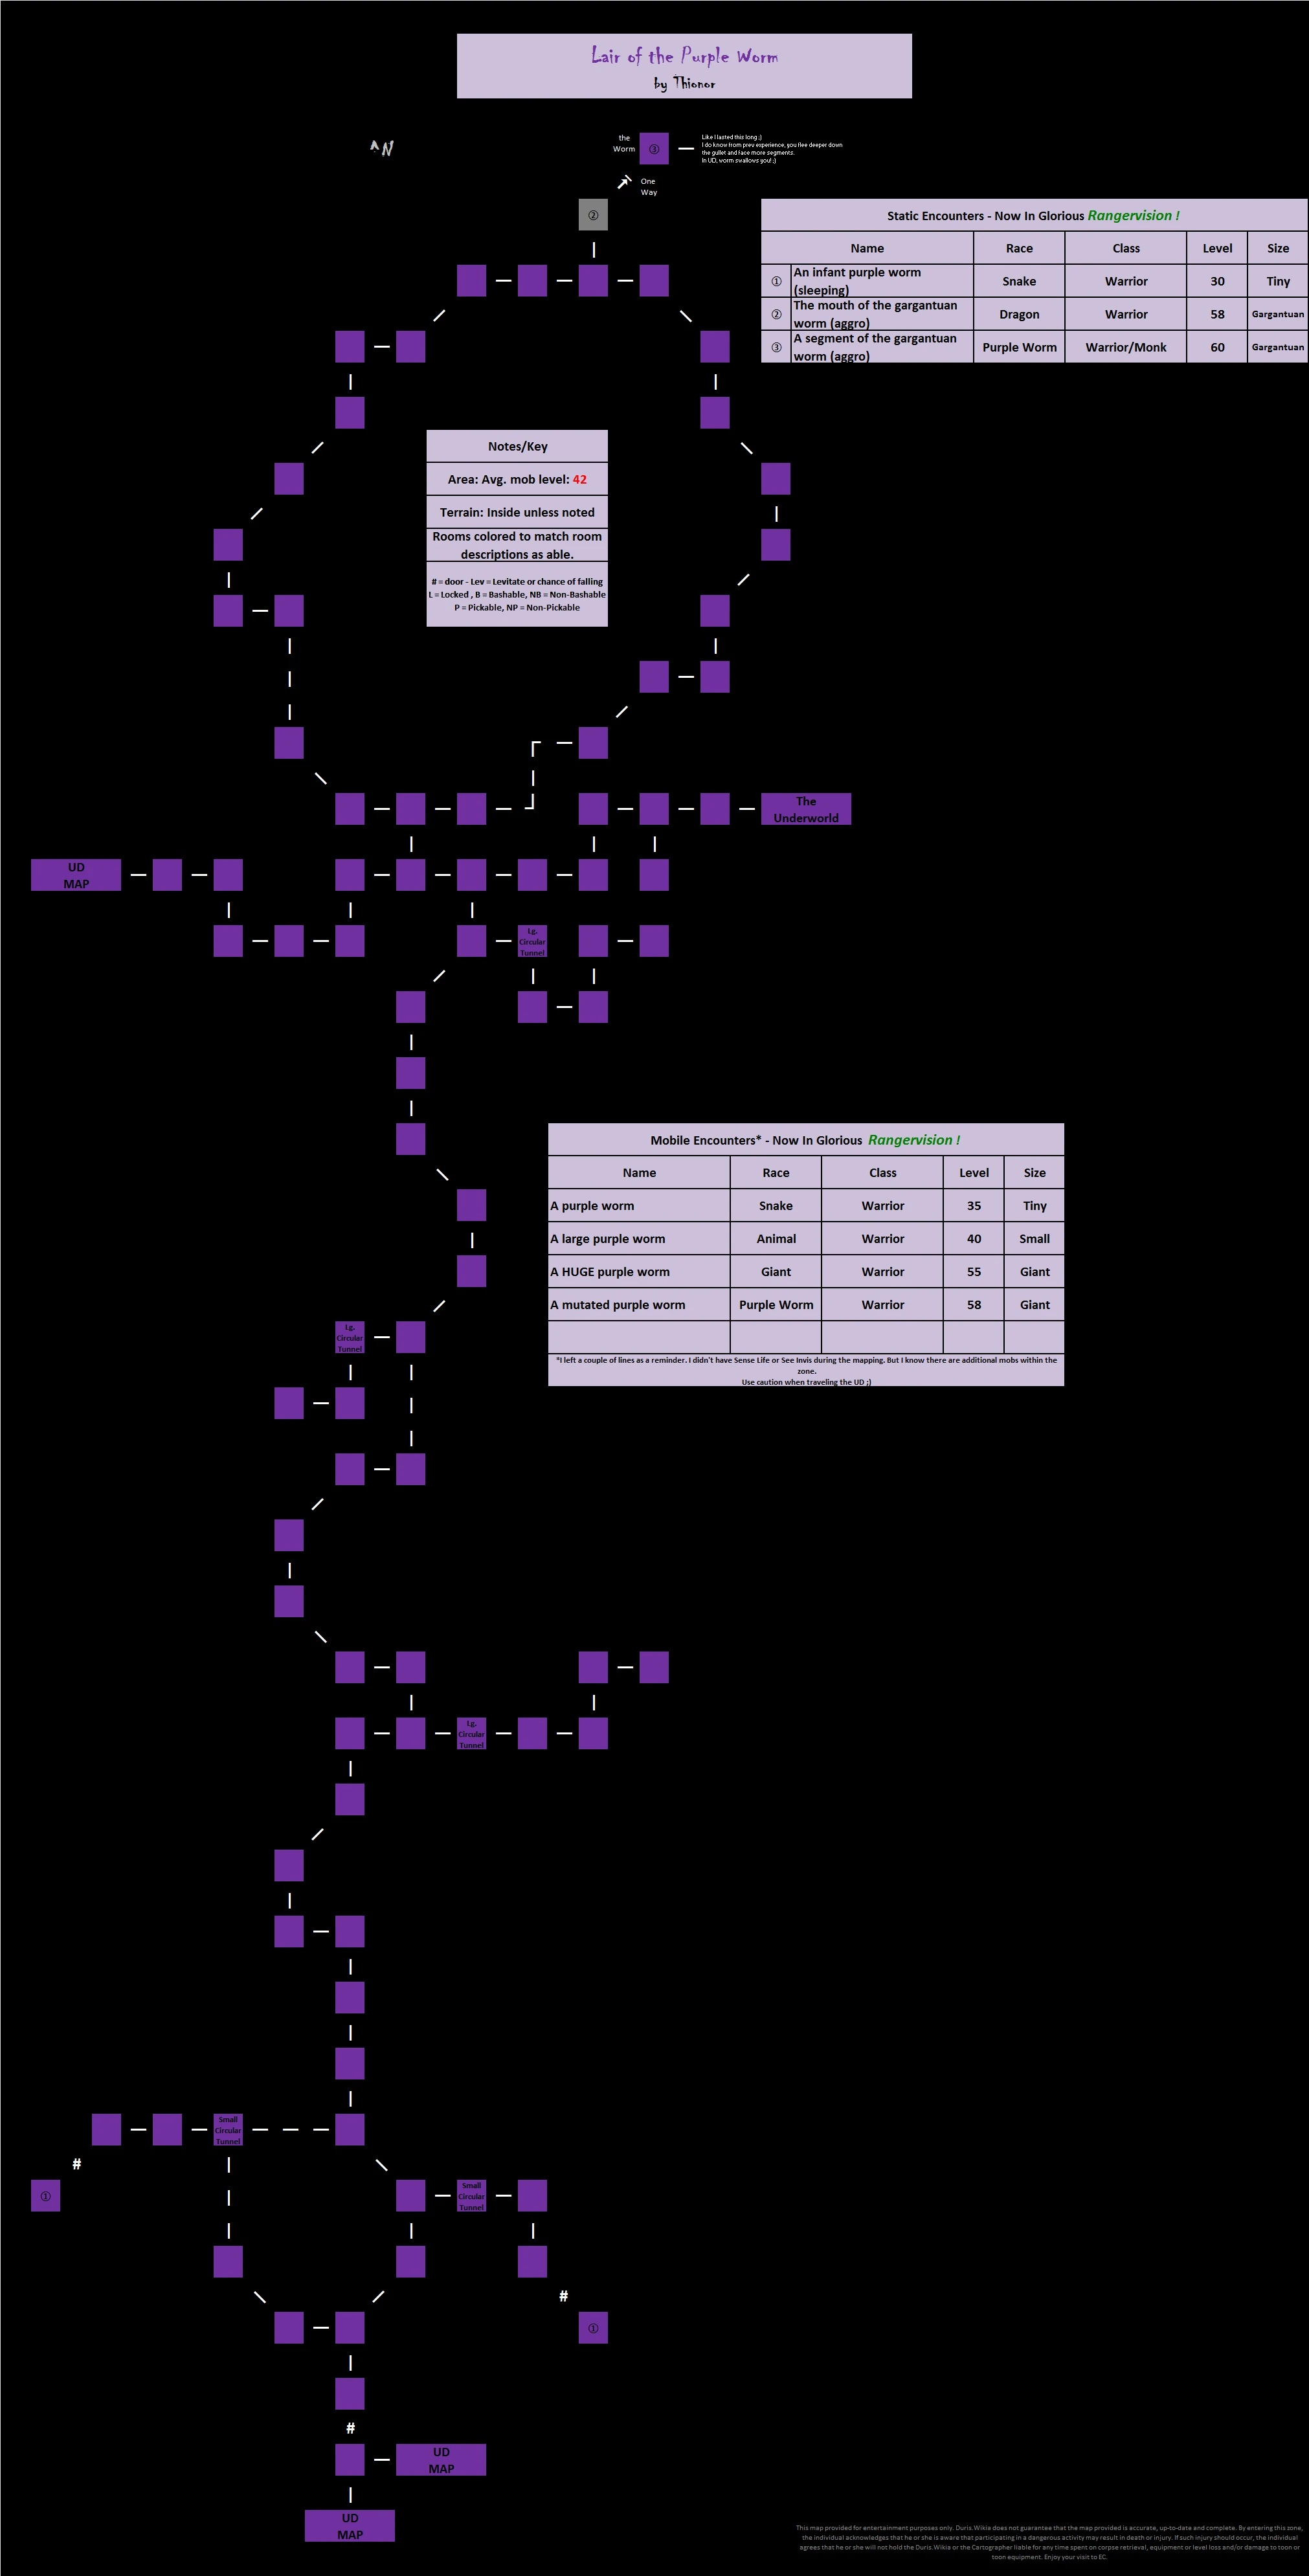 Lair of the Purple Worm
by Thionor
^N
the
Worm
③
Like I lasted this long ;)
I do know from prev experience, you flee deeper down
the gullet and face more segments.
In UD, worm swallows you! ;)
One
Way
②
Static Encounters - Now In Glorious Rangervision !
Name Race Class Level Size
① An infant purple worm
(sleeping) Snake Warrior 30 Tiny
② The mouth of the gargantuan
worm (aggro) Dragon Warrior 58 Gargantuan
③ A segment of the gargantuan
worm (aggro) Purple Worm Warrior/Monk 60 Gargantuan
Notes/Key
Area: Avg. mob level: 42
Terrain: Inside unless noted
Rooms colored to match room
descriptions as able.
# = door - Lev = Levitate or chance of falling
L = Locked , B = Bashable, NB = Non-Bashable
P = Pickable, NP = Non-Pickable
The
Underworld
UD
MAP
Lg.
Circular
Tunnel
Mobile Encounters* - Now In Glorious Rangervision !
Name Race Class Level Size
A purple worm Snake Warrior 35 Tiny
A large purple worm Animal Warrior 40 Small
A HUGE purple worm Giant Warrior 55 Giant
A mutated purple worm Purple Worm Warrior 58 Giant
*I left a couple of lines as a reminder. I didn't have Sense Life or See Invis during the mapping. But I know there are additional mobs within the
zone.
Use caution when traveling the UD ;)
Lg.
Circular
Tunnel
Lg.
Circular
Tunnel
Small
Circular
Tunnel
#
①
Small
Circular
Tunnel
#
①
#
UD
MAP
UD
MAP
This map provided for entertainment purposes only. Duris.Wikia does not guarantee that the map provided is accurate, up-to-date and complete. By entering this zone,
the individual acknowledges that he or she is aware that participating in a dangerous activity may result in death or injury. If such injury should occur, the individual
agrees that he or she will not hold the Duris.Wikia or the Cartographer liable for any time spent on corpse retrieval, equipment or level loss and/or damage to toon or
toon equipment. Enjoy your visit to EC.